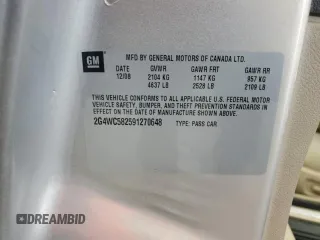 GM
MFD BY GENERAL MOTORS OF CANADA LTD.
DATE GVWR GAWR FRT GAWR RR
12/08 2104 KG 1147 KG 957 KG
4637 LB 2528 LB 2109 LB
THIS VEHICLE CONFORMS TO ALL APPLICABLE U.S. FEDERAL MOTOR
VEHICLE SAFETY, BUMPER, AND THEFT PREVENTION STANDARDS
IN EFFECT ON THE DATE OF MANUFACTURE SHOWN ABOVE.
2G4WC582591270648 TYPE: PASS CAR
DREAMBID